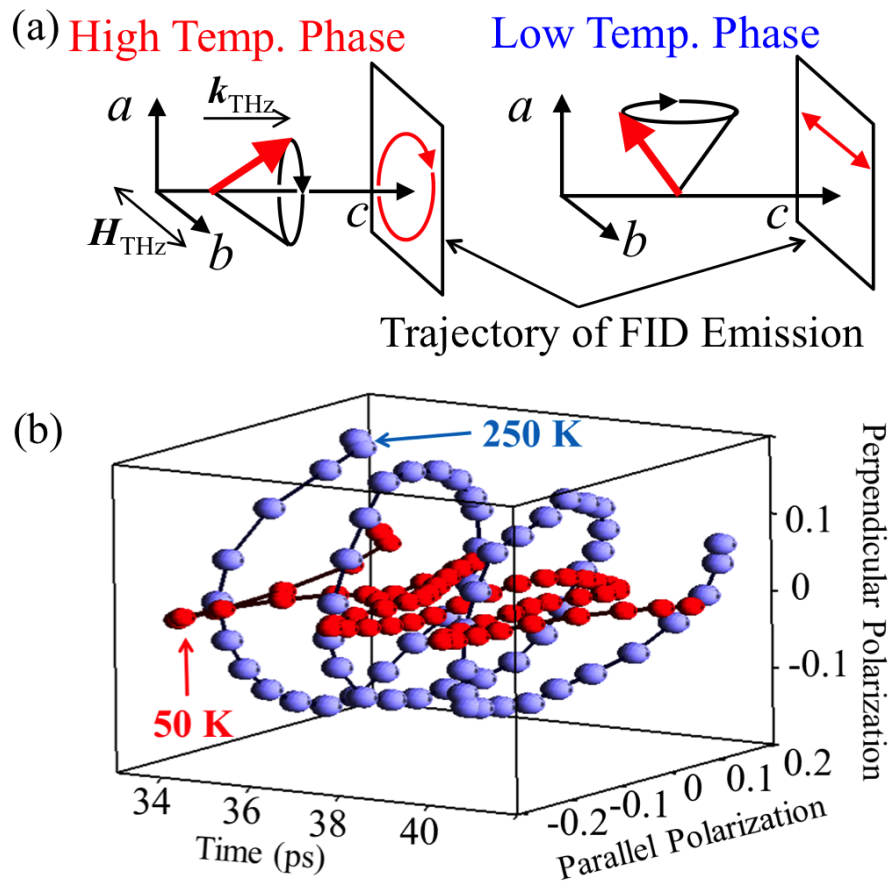 (a)
High Temp. Phase
Low Temp. Phase
a
k THz
H THz
b
c
a
b
c
Trajectory of FID Emission
(b)
250 K
50 K
34
36
38
40
Time (ps)
-0.2
-0.1
0
0.1
0.2
Parallel Polarization
0.1
0
-0.1
Perpendicular Polarization